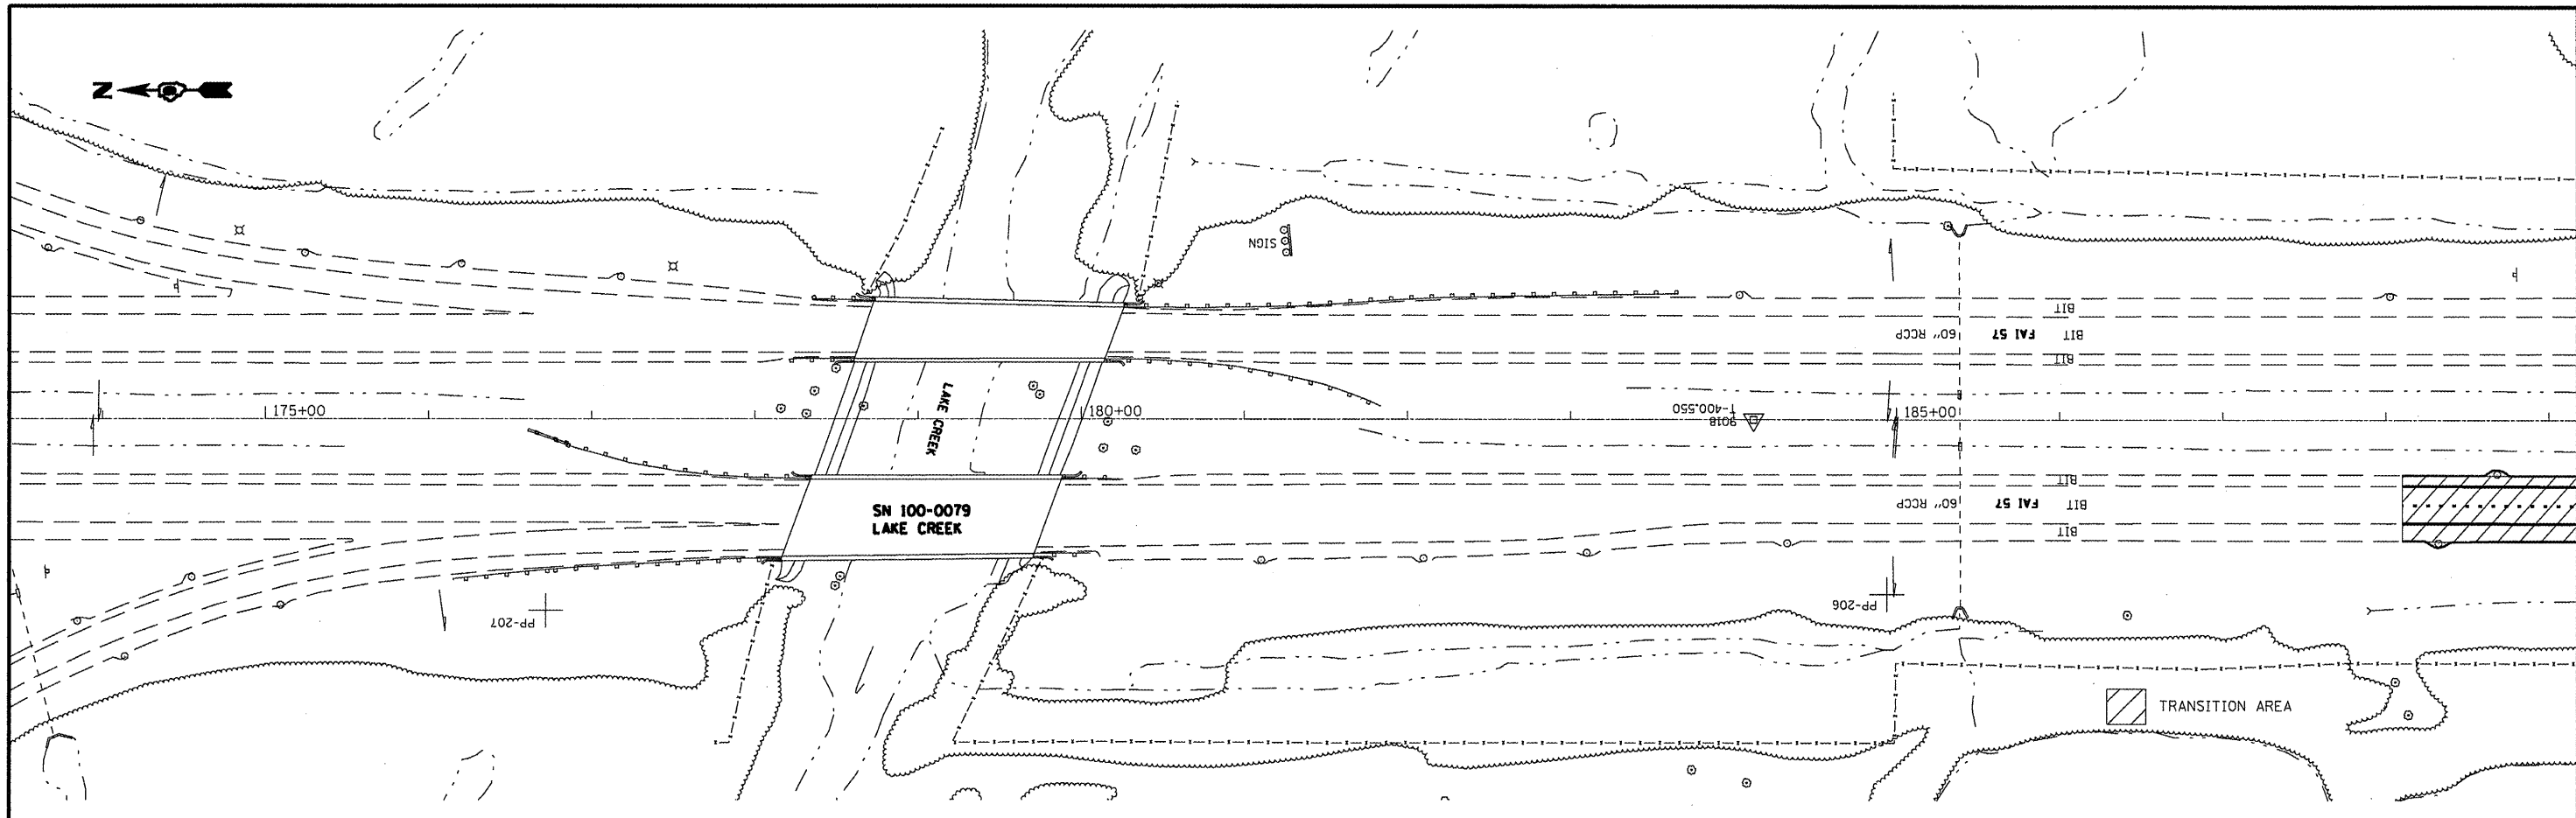 N
SIGN
BIT
60" RCCP FAI 57 BIT
BIT
LAKE CREEK
175+00
180+00
185+00
9018
T-400.550
BIT
SN 100-0079
LAKE CREEK
60" RCCP FAI 57 BIT
BIT
PP-207
PP-206
TRANSITION AREA